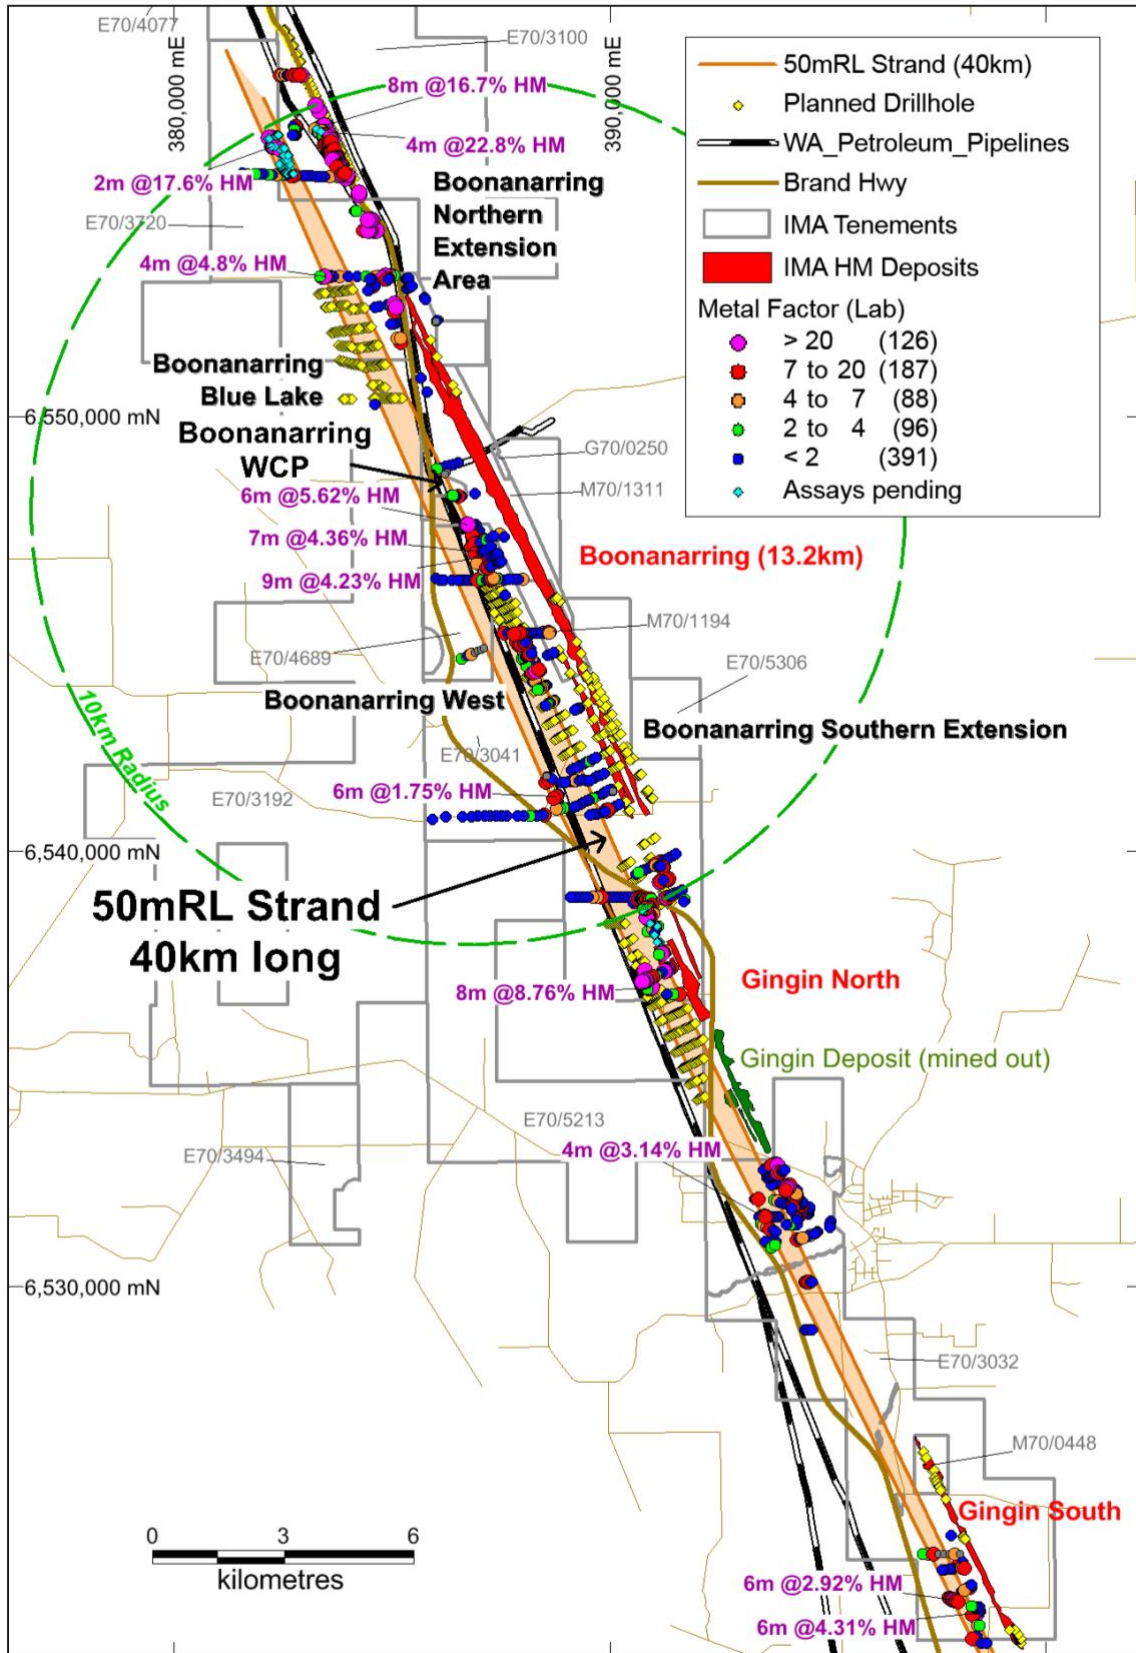 E70/4077
380,000 mE
E70/3100
390,000 mE
8m @16.7% HM
4m @22.8% HM
2m @17.6% HM
Boonanarring
Northern
Extension
Area
E70/3720
4m @4.8% HM
Boonanarring
Blue Lake
6,550,000 mN
Boonanarring
WCP
G70/0250
M70/1311
6m @5.62% HM
7m @4.36% HM
9m @4.23% HM
Boonanarring (13.2km)
M70/1194
E70/4689
E70/5306
Boonanarring West
Boonanarring Southern Extension
10km Radius
E70/3041
E70/3192
6m @1.75% HM
6,540,000 mN
50mRL Strand
40km long
Gingin North
8m @8.76% HM
Gingin Deposit (mined out)
E70/5213
4m @3.14% HM
E70/3494
6,530,000 mN
E70/3032
M70/0448
Gingin South
6m @2.92% HM
6m @4.31% HM
0 3 6
kilometres
50mRL Strand (40km)
Planned Drillhole
WA_Petroleum_Pipelines
Brand Hwy
IMA Tenements
IMA HM Deposits
Metal Factor (Lab)
> 20 (126)
7 to 20 (187)
4 to 7 (88)
2 to 4 (96)
< 2 (391)
Assays pending